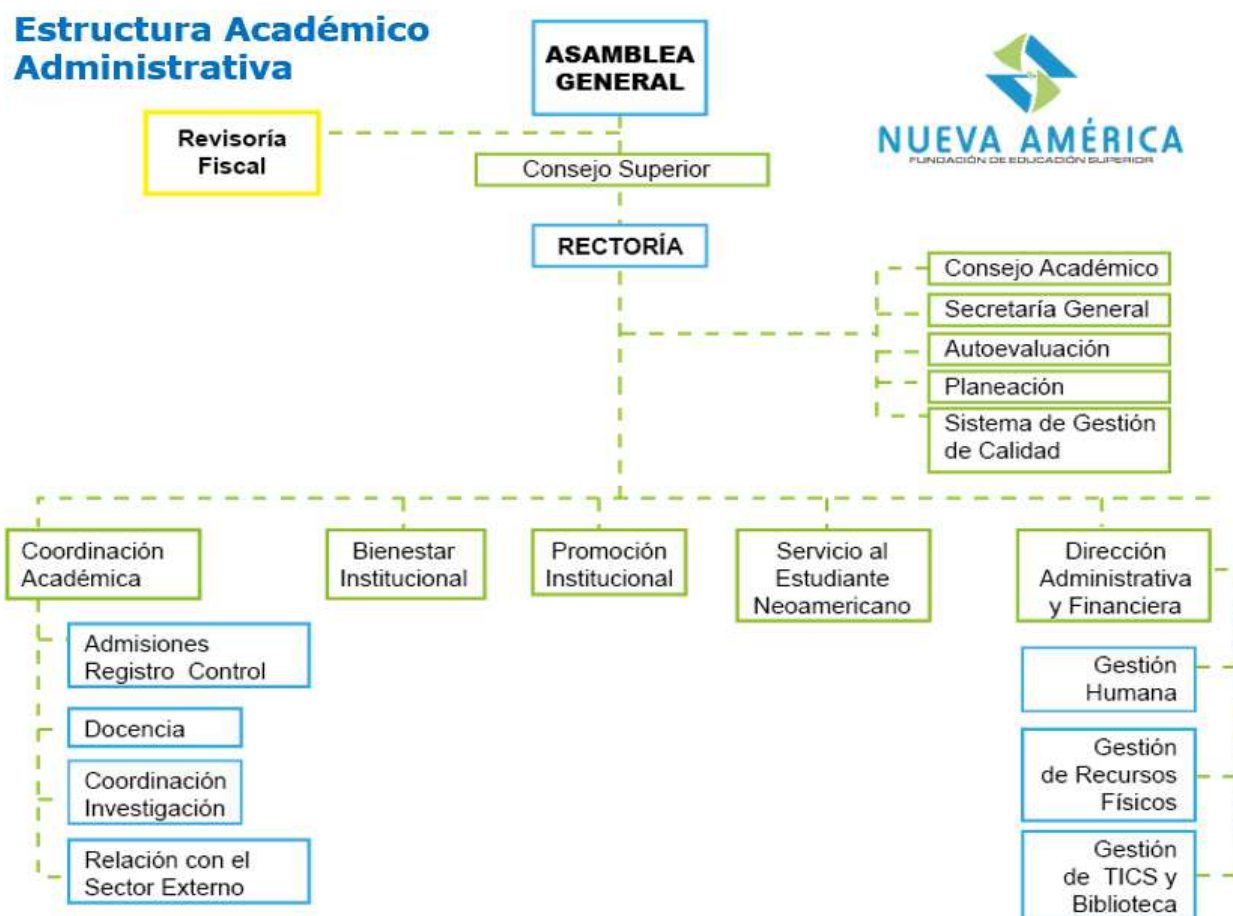 Estructura Académico
Administrativa
ASAMBLEA
GENERAL
NUEVA AMÉRICA
FUNDACIÓN DE EDUCACIÓN SUPERIOR
Revisoría
Fiscal
Consejo Superior
RECTORÍA
Consejo Académico
Secretaría General
Autoevaluación
Planeación
Sistema de Gestión
de Calidad
Coordinación
Académica
Bienestar
Institucional
Promoción
Institucional
Servicio al
Estudiante
Neoamericano
Dirección
Administrativa
y Financiera
Admisiones
Registro Control
Docencia
Coordinación
Investigación
Relación con el
Sector Externo
Gestión
Humana
Gestión
de Recursos
Físicos
Gestión
de TICS y
Biblioteca